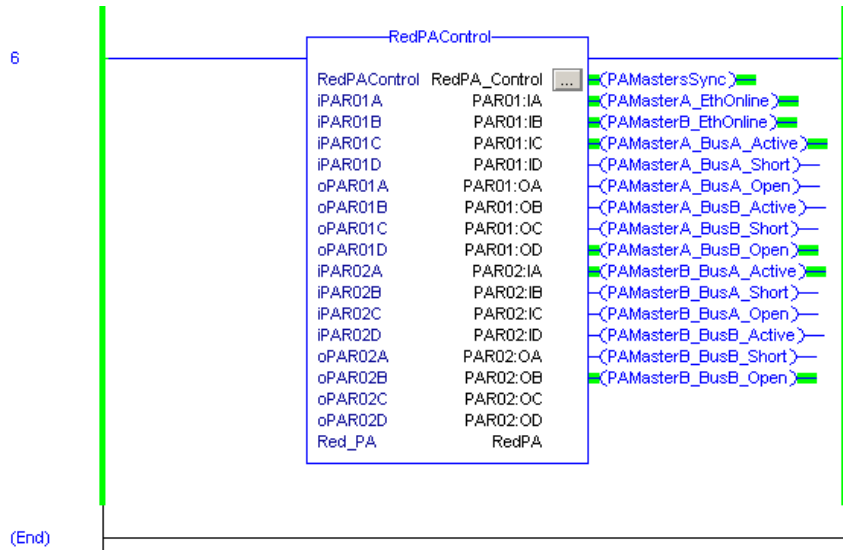 RedPAControl
6
RedPAControl RedPA_Control ... (PAMastersSync)
iPAR01A PAR01:IA (PAMasterA_EthOnline)
iPAR01B PAR01:IB (PAMasterB_EthOnline)
iPAR01C PAR01:IC (PAMasterA_BusA_Active)
iPAR01D PAR01:ID (PAMasterA_BusA_Short)
oPAR01A PAR01:OA (PAMasterA_BusA_Open)
oPAR01B PAR01:OB (PAMasterA_BusB_Active)
oPAR01C PAR01:OC (PAMasterA_BusB_Short)
oPAR01D PAR01:OD (PAMasterA_BusB_Open)
iPAR02A PAR02:IA (PAMasterB_BusA_Active)
iPAR02B PAR02:IB (PAMasterB_BusA_Short)
iPAR02C PAR02:IC (PAMasterB_BusA_Open)
iPAR02D PAR02:ID (PAMasterB_BusB_Active)
oPAR02A PAR02:OA (PAMasterB_BusB_Short)
oPAR02B PAR02:OB (PAMasterB_BusB_Open)
oPAR02C PAR02:OC
oPAR02D PAR02:OD
Red_PA RedPA
(End)